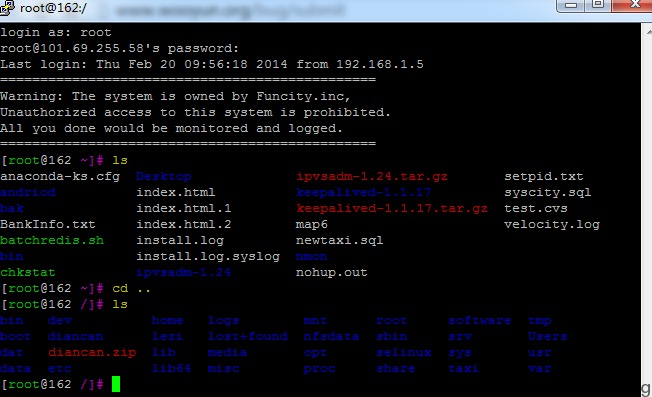 root@162:/
www.wooyun.org/bug/submit
login as: root
root@101.69.255.58's password:
Last login: Thu Feb 20 09:56:18 2014 from 192.168.1.5
===============================================
Warning: The system is owned by Funcity.inc,
Unauthorized access to this system is prohibited.
All you done would be monitored and logged.
===============================================
[root@162 ~]# ls
anaconda-ks.cfg Desktop ipvsadm-1.24.tar.gz setpid.txt
andriod index.html keepalived-1.1.17 syscity.sql
bak index.html.1 keepalived-1.1.17.tar.gz test.cvs
BankInfo.txt index.html.2 map6 velocity.log
batchredis.sh install.log newtaxi.sql
bin install.log.syslog nmon
chkstat ipvsadm-1.24 nohup.out
[root@162 ~]# cd ..
[root@162 /]# ls
bin dev home logs mnt root software tmp
boot diancan lezi lost+found nfsdata sbin srv Users
dat diancan.zip lib media opt selinux sys usr
data etc lib64 misc proc share taxi var
[root@162 /]#
g